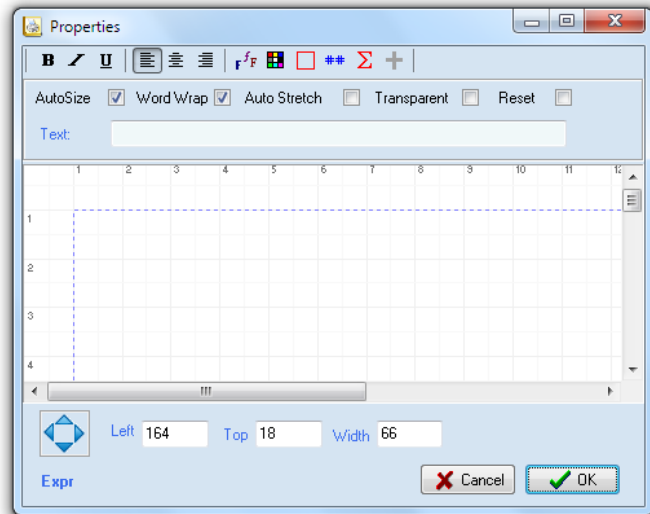 Properties
B I U F f F ## Σ
AutoSize Word Wrap Auto Stretch Transparent Reset
Text:
1 2 3 4 5 6 7 8 9 10 11 12
1
2
3
4
Left 164 Top 18 Width 66
Expr Cancel OK